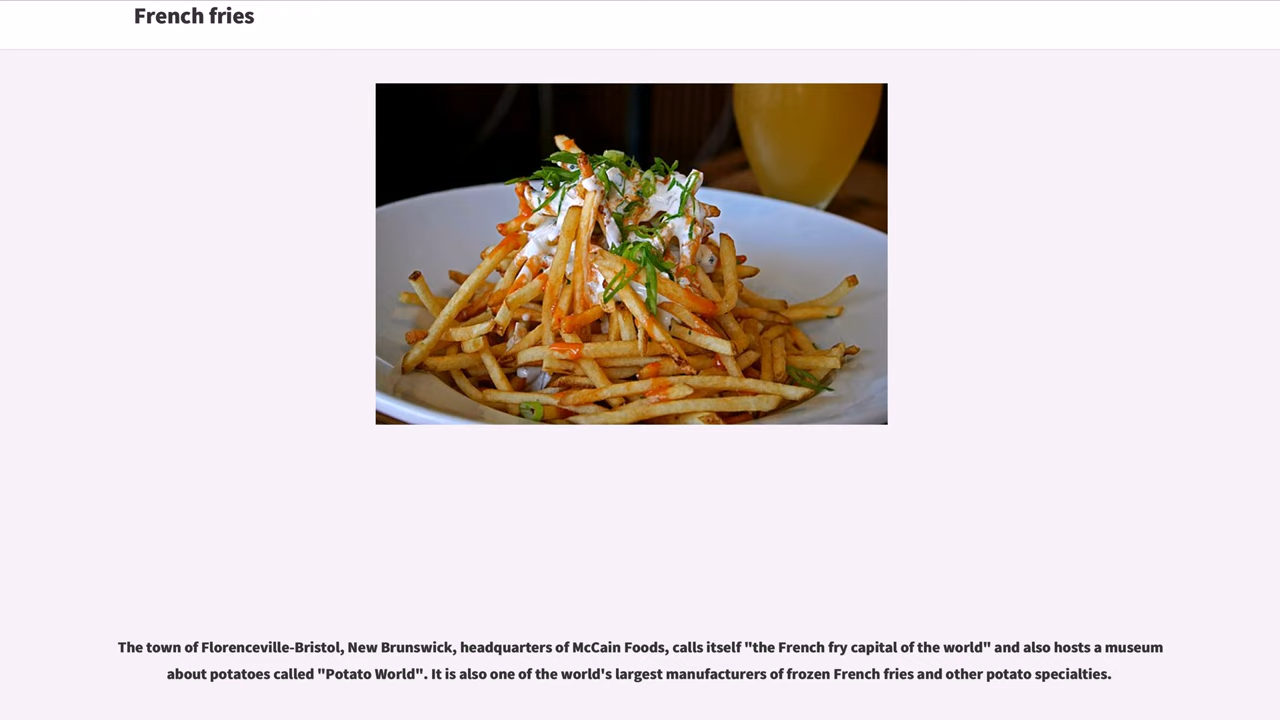 French fries
The town of Florenceville-Bristol, New Brunswick, headquarters of McCain Foods, calls itself "the French fry capital of the world" and also hosts a museum
about potatoes called "Potato World". It is also one of the world's largest manufacturers of frozen French fries and other potato specialties.